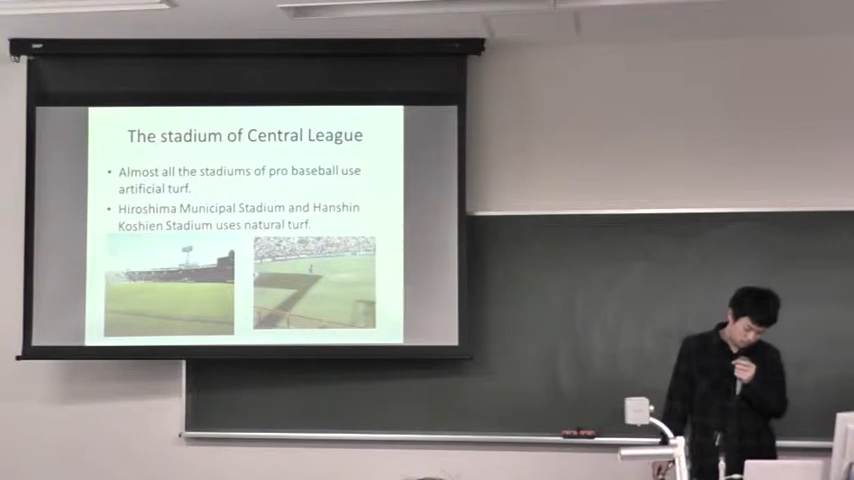 The stadium of Central League
• Almost all the stadiums of pro baseball use
artificial turf.
• Hiroshima Municipal Stadium and Hanshin
Koshien Stadium uses natural turf.